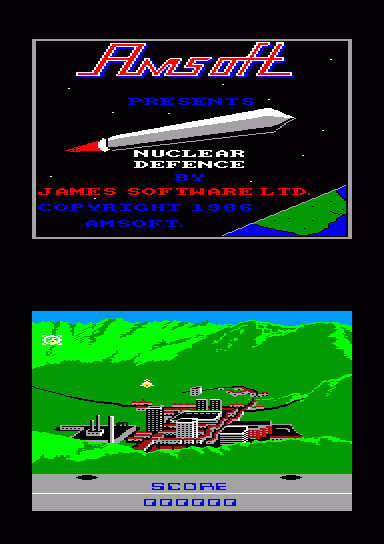 Amsoft
PRESENTS
NUCLEAR
DEFENCE
BY
JAMES SOFTWARE LTD.
COPYRIGHT 1986
AMSOFT.
SCORE
000000